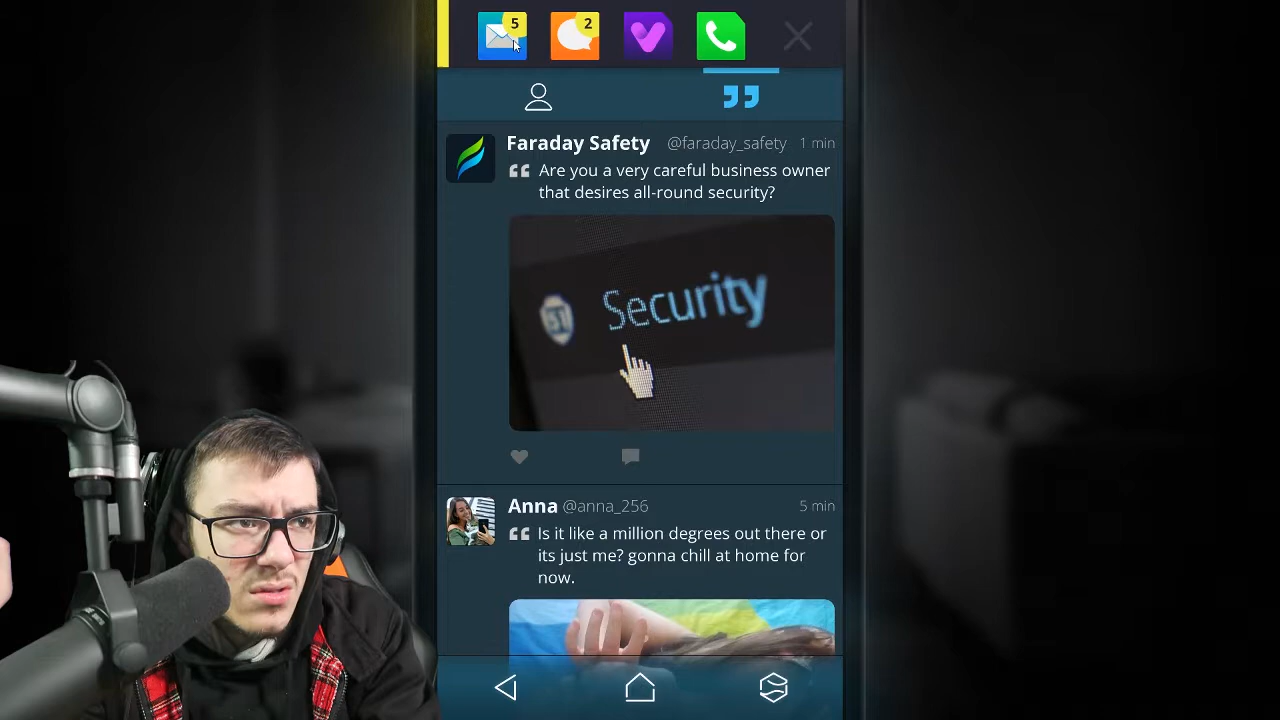 5
2
Faraday Safety @faraday_safety 1 min
Are you a very careful business owner
that desires all-round security?
Security
Anna @anna_256 5 min
Is it like a million degrees out there or
its just me? gonna chill at home for
now.